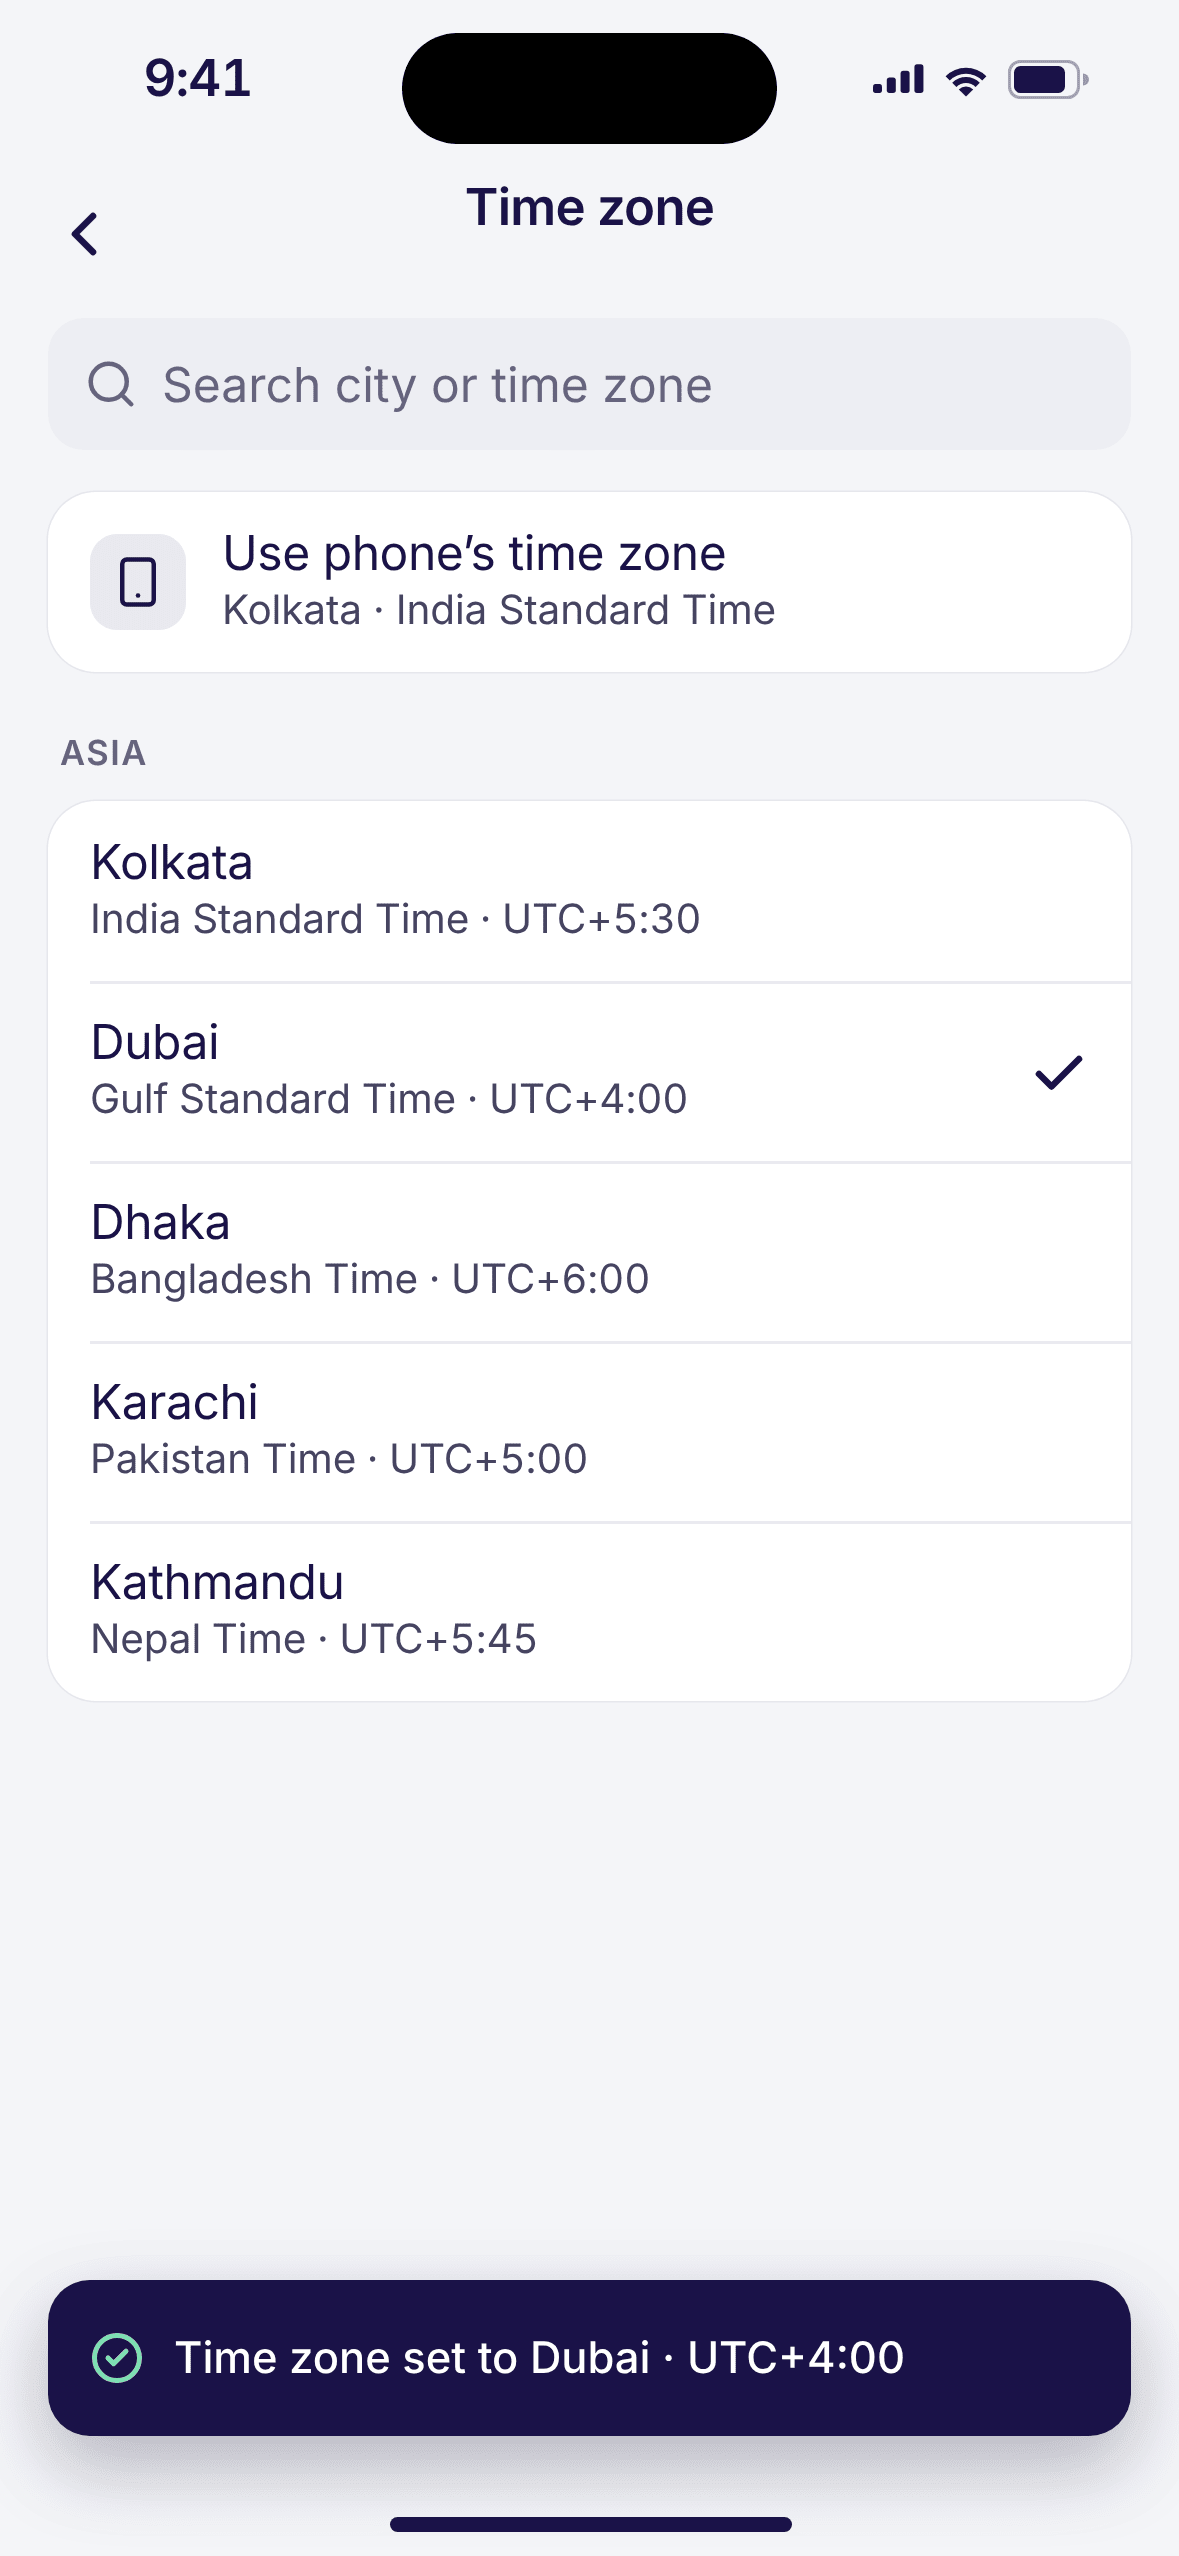 9:41
Time zone
Search city or time zone
Use phone’s time zone
Kolkata · India Standard Time
ASIA
Kolkata
India Standard Time · UTC+5:30
Dubai
Gulf Standard Time · UTC+4:00
Dhaka
Bangladesh Time · UTC+6:00
Karachi
Pakistan Time · UTC+5:00
Kathmandu
Nepal Time · UTC+5:45
Time zone set to Dubai · UTC+4:00